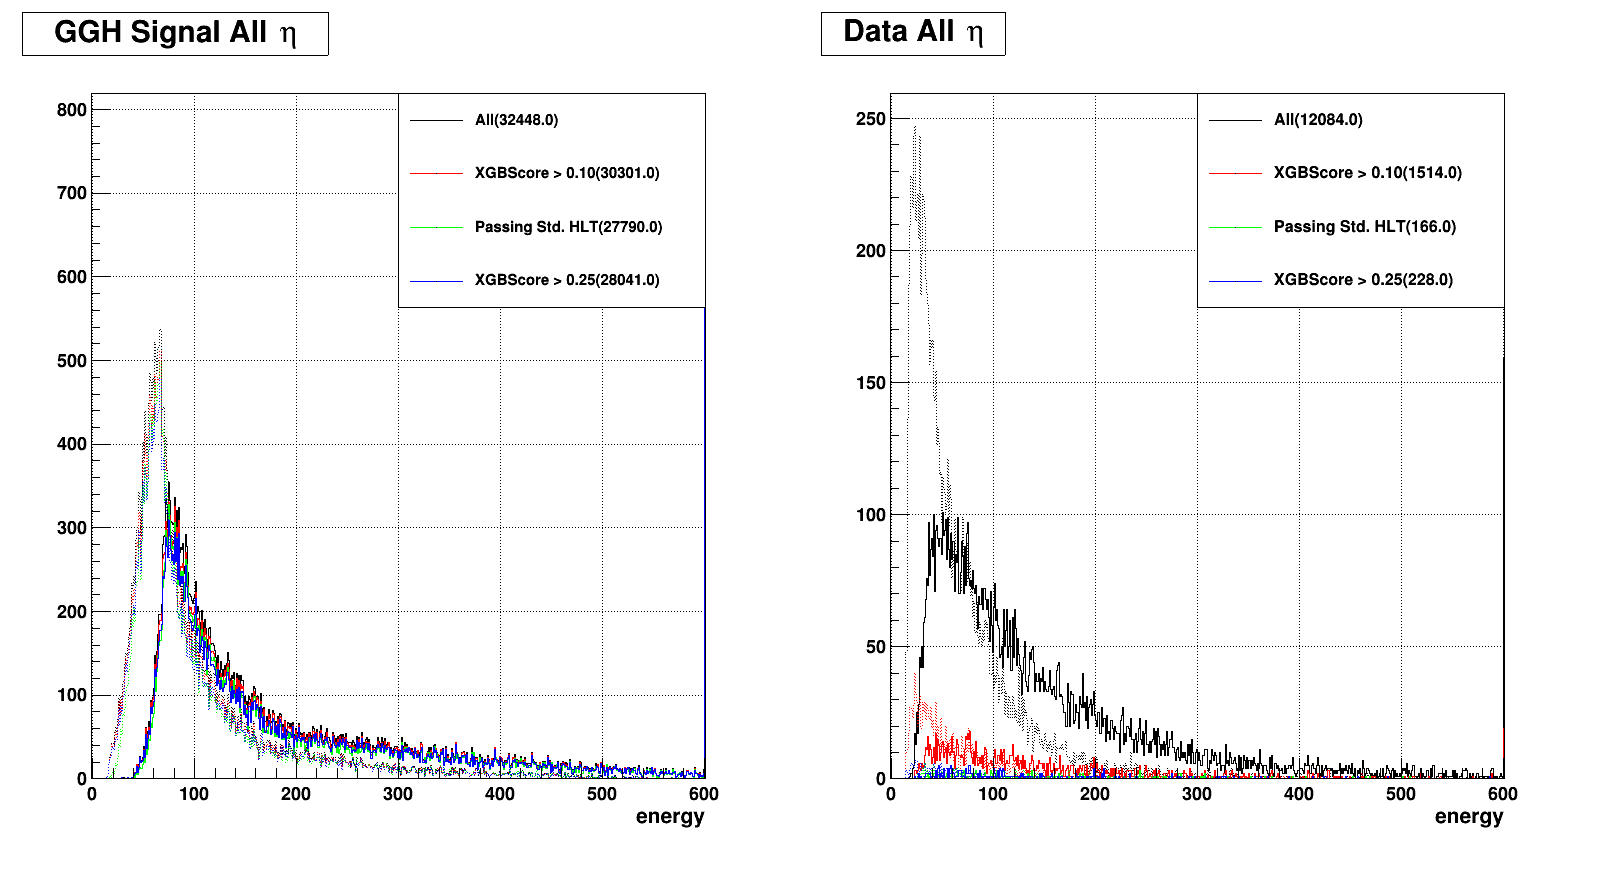 GGH Signal All η
800
700
600
500
400
300
200
100
0
0 100 200 300 400 500 600
energy
All(32448.0)
XGBScore > 0.10(30301.0)
Passing Std. HLT(27790.0)
XGBScore > 0.25(28041.0)
Data All η
250
200
150
100
50
0
0 100 200 300 400 500 600
energy
All(12084.0)
XGBScore > 0.10(1514.0)
Passing Std. HLT(166.0)
XGBScore > 0.25(228.0)